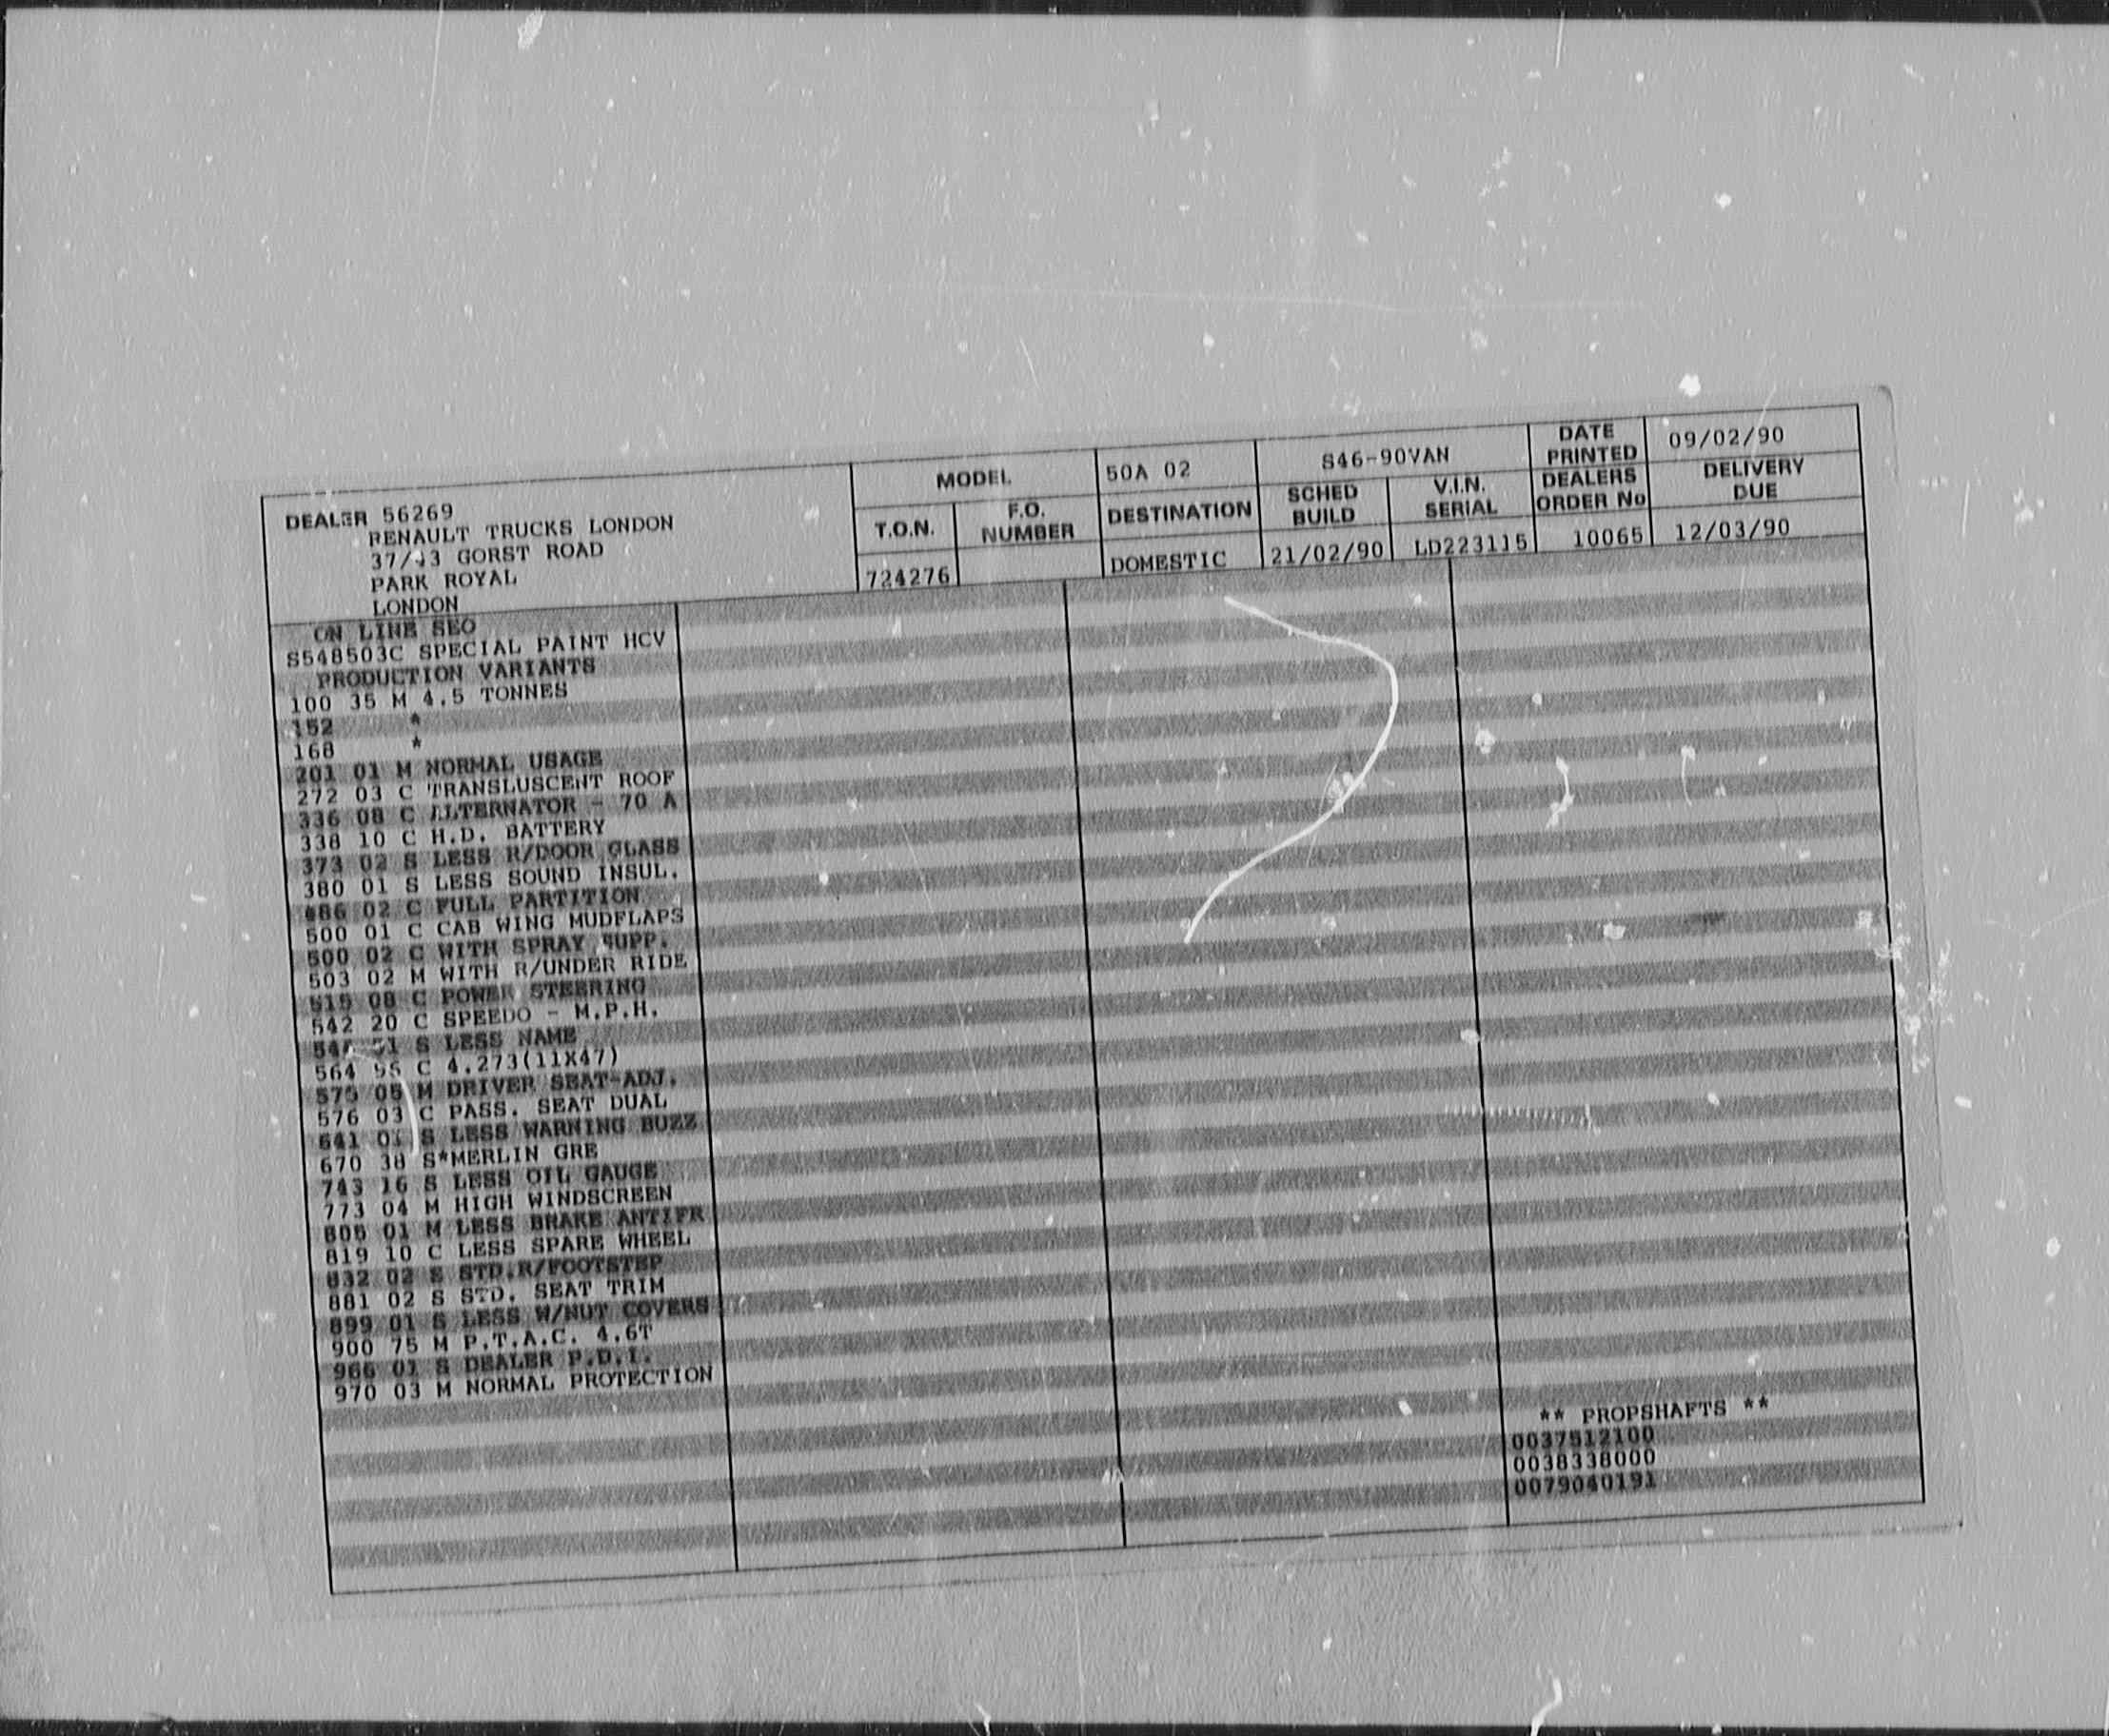 DEALER 56269
RENAULT TRUCKS LONDON
37/43 GORST ROAD
PARK ROYAL
LONDON
MODEL
50A 02
S46-90VAN
DATE PRINTED
09/02/90
T.O.N.
F.O. NUMBER
DESTINATION
SCHED BUILD
V.I.N. SERIAL
DEALERS ORDER No
DELIVERY DUE
724276
DOMESTIC
21/02/90
LD223115
10065
12/03/90
ON LINE SEO
S548503C SPECIAL PAINT HCV
PRODUCTION VARIANTS
100 35 M 4.5 TONNES
152 *
168 *
201 01 M NORMAL USAGE
272 03 C TRANSLUSCENT ROOF
336 08 C ALTERNATOR - 70 A
338 10 C H.D. BATTERY
373 02 S LESS R/DOOR GLASS
380 01 S LESS SOUND INSUL.
486 02 C FULL PARTITION
500 01 C CAB WING MUDFLAPS
500 02 C WITH SPRAY SUPP.
503 02 M WITH R/UNDER RIDE
515 08 C POWER STEERING
542 20 C SPEEDO - M.P.H.
S LESS NAME
564 95 C 4.273(11X47)
575 05 M DRIVER SEAT-ADJ.
576 03 C PASS. SEAT DUAL
641 01 S LESS WARNING BUZZ
670 38 S*MERLIN GRE
743 16 S LESS OIL GAUGE
773 04 M HIGH WINDSCREEN
805 01 M LESS BRAKE ANTIFR
819 10 C LESS SPARE WHEEL
832 02 S STD.R/FOOTSTEP
881 02 S STD. SEAT TRIM
899 01 S LESS W/NUT COVERS
900 75 M P.T.A.C. 4.6T
966 01 S DEALER P.D.I.
970 03 M NORMAL PROTECTION
** PROPSHAFTS **
0037512100
0038338000
0079040191